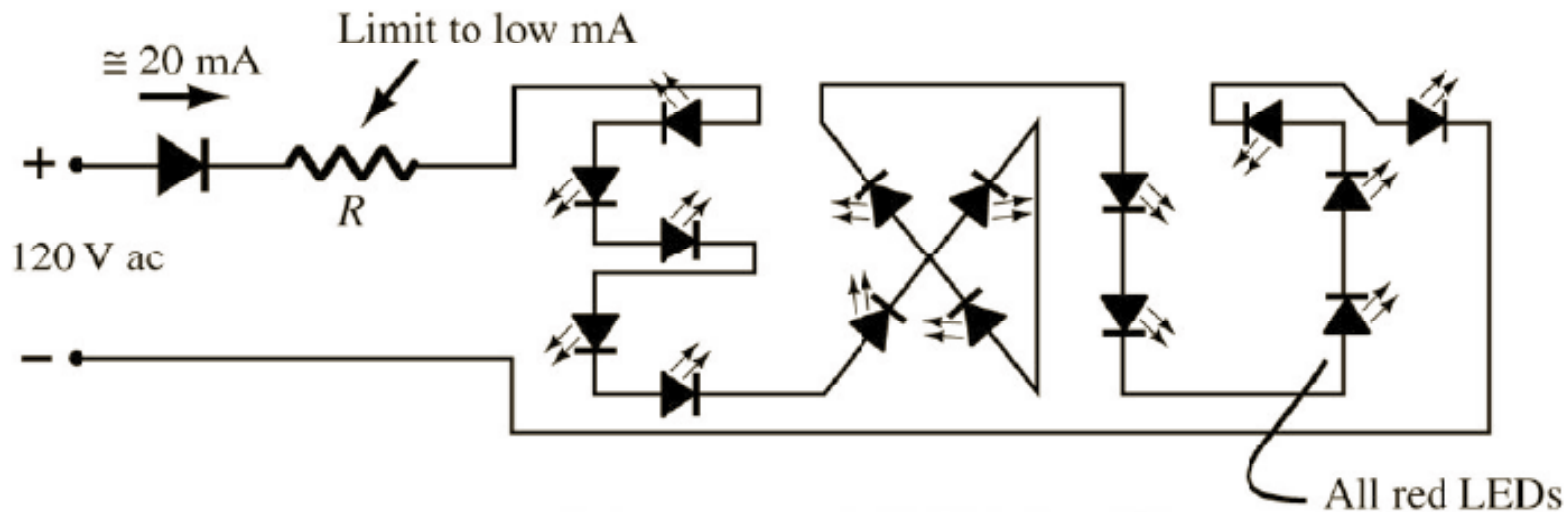 Limit to low mA
≅ 20 mA
+
R
120 V ac
−
All red LEDs